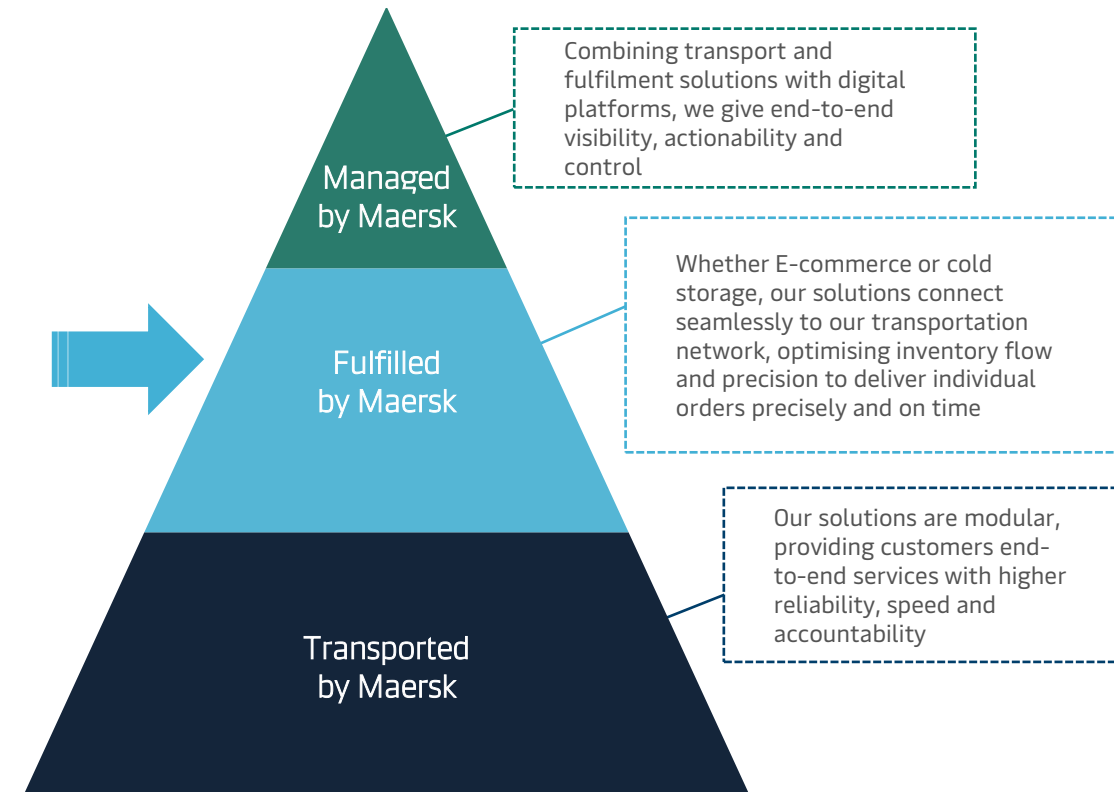 Combining transport and
fulfilment solutions with digital
platforms, we give end-to-end
visibility, actionability and
control
Managed
by Maersk
Whether E-commerce or cold
storage, our solutions connect
seamlessly to our transportation
network, optimising inventory flow
and precision to deliver individual
orders precisely and on time
Fulfilled
by Maersk
Our solutions are modular,
providing customers end-
to-end services with higher
reliability, speed and
accountability
Transported
by Maersk